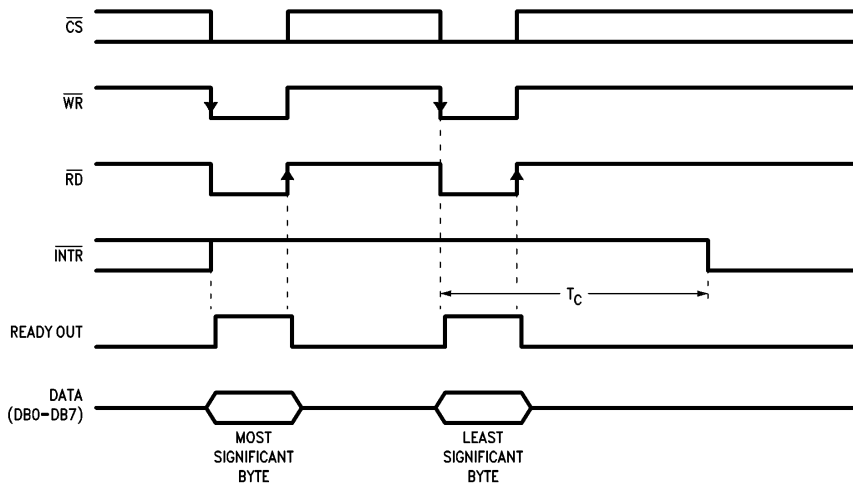 CS
WR
RD
INTR
T_C
READY OUT
DATA
(DB0-DB7)
MOST
SIGNIFICANT
BYTE
LEAST
SIGNIFICANT
BYTE